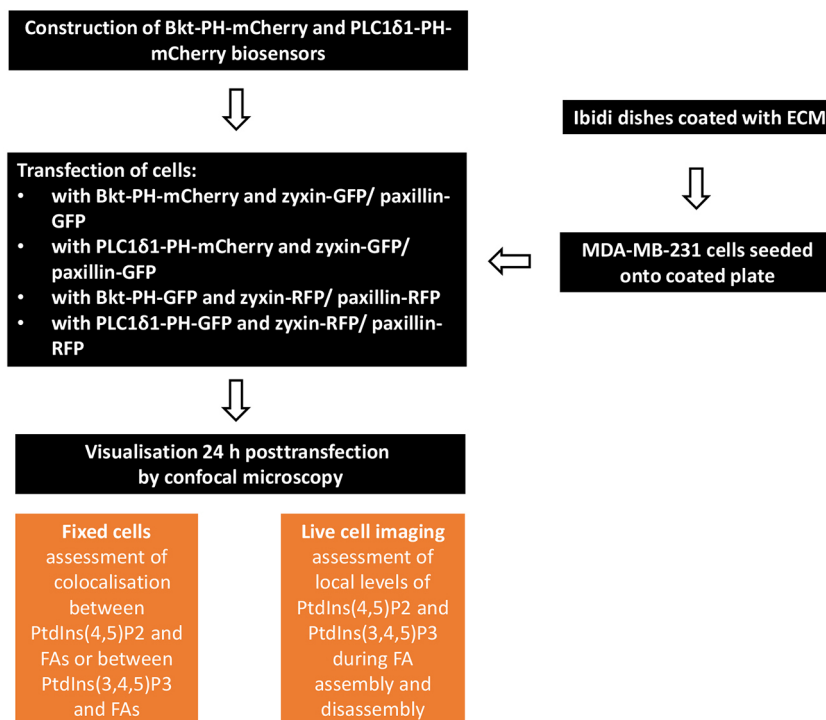 Construction of Bkt-PH-mCherry and PLC1δ1-PH-
mCherry biosensors
Ibidi dishes coated with ECM
Transfection of cells:
• with Bkt-PH-mCherry and zyxin-GFP/ paxillin-
GFP
• with PLC1δ1-PH-mCherry and zyxin-GFP/
paxillin-GFP
• with Bkt-PH-GFP and zyxin-RFP/ paxillin-RFP
• with PLC1δ1-PH-GFP and zyxin-RFP/ paxillin-
RFP
MDA-MB-231 cells seeded
onto coated plate
Visualisation 24 h posttransfection
by confocal microscopy
Fixed cells
assessment of
colocalisation
between
PtdIns(4,5)P2 and
FAs or between
PtdIns(3,4,5)P3
and FAs
Live cell imaging
assessment of
local levels of
PtdIns(4,5)P2 and
PtdIns(3,4,5)P3
during FA
assembly and
disassembly